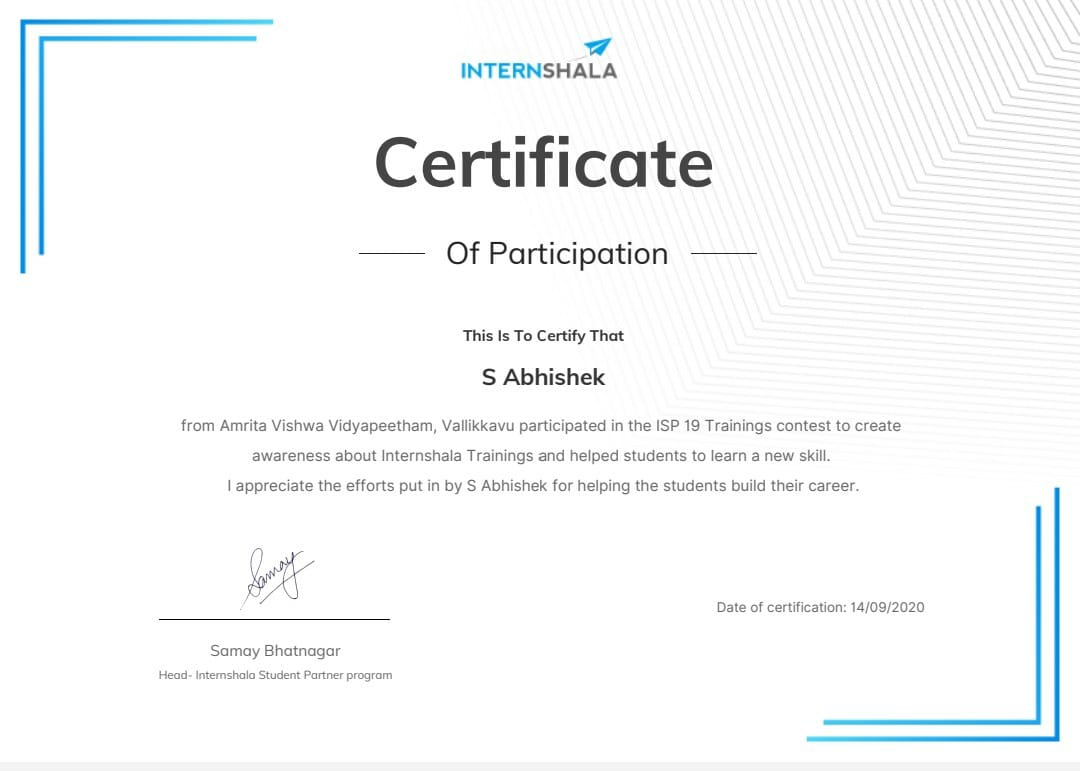 INTERNSHALA
Certificate
Of Participation
This Is To Certify That
S Abhishek
from Amrita Vishwa Vidyapeetham, Vallikkavu participated in the ISP 19 Trainings contest to create
awareness about Internshala Trainings and helped students to learn a new skill.
I appreciate the efforts put in by S Abhishek for helping the students build their career.
Samay
Date of certification: 14/09/2020
Samay Bhatnagar
Head- Internshala Student Partner program